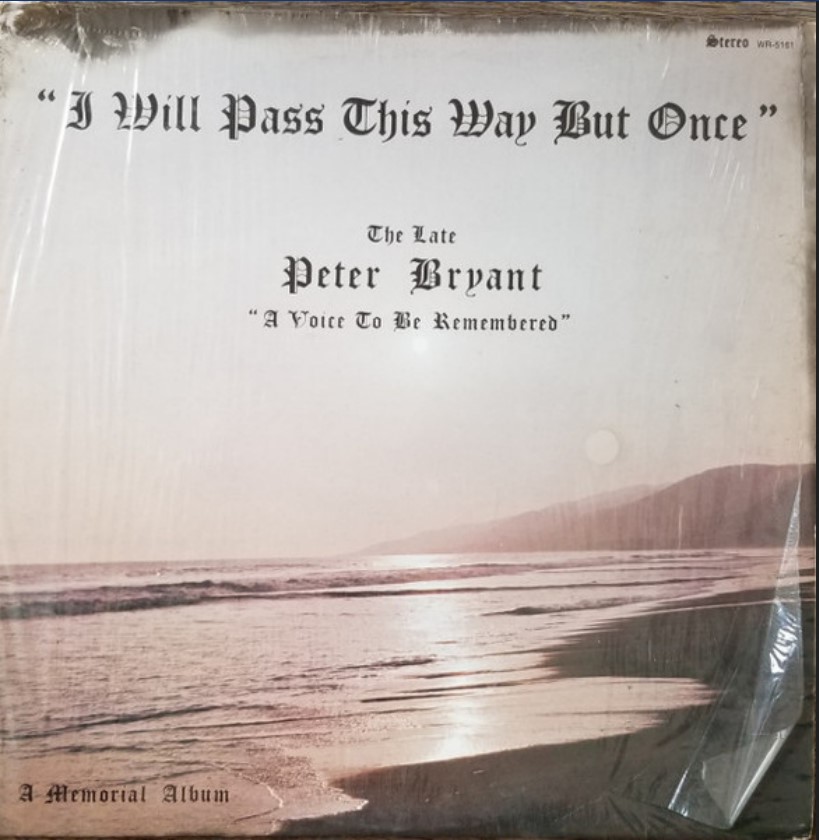 Stereo WR-5161
“I Will Pass This Way But Once”
The Late
Peter Bryant
“A Voice To Be Remembered”
A Memorial Album